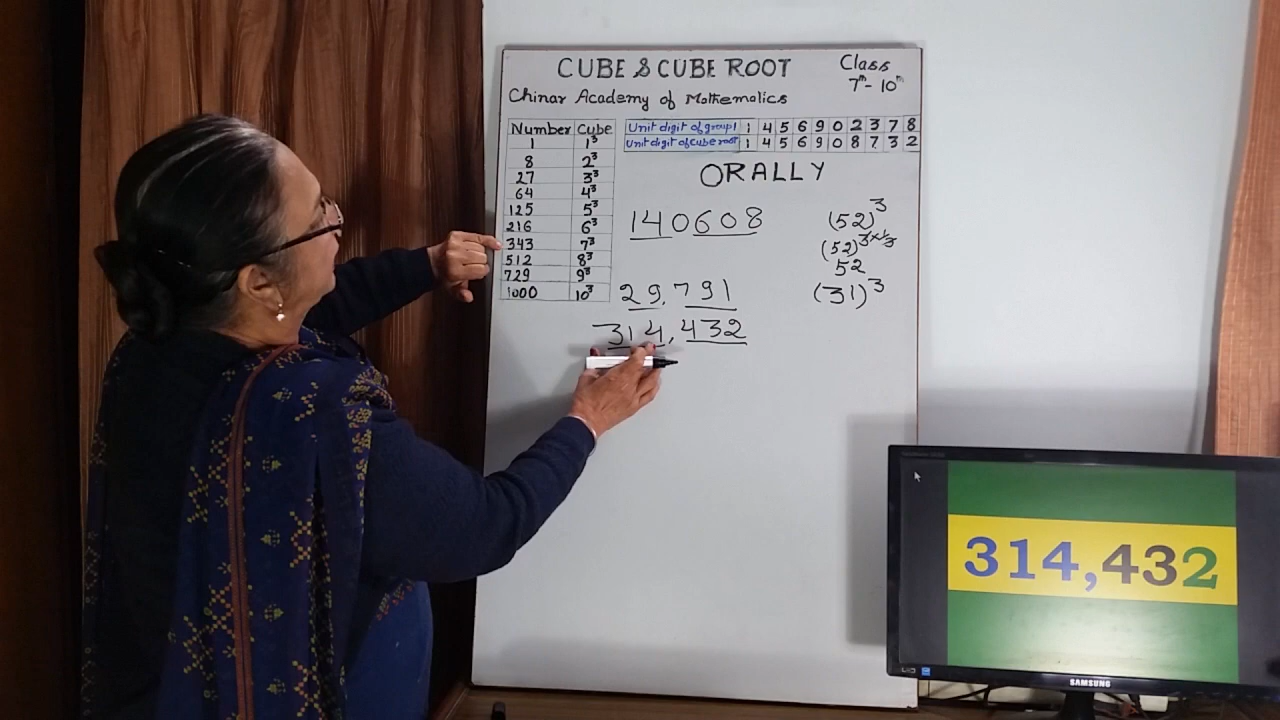 CUBE & CUBE ROOT
Class
7th - 10th
Chinar Academy of Mathematics
Number Cube
1 1³
8 2³
27 3³
64 4³
125 5³
216 6³
343 7³
512 8³
729 9³
1000 10³
Unit digit of group1 1 4 5 6 9 0 2 3 7 8
Unit digit of cube root 1 4 5 6 9 0 8 7 3 2
ORALLY
140608 (52)³
(52)³ˣ¹/³
52
29,791 (31)³
314,432
314,432
SAMSUNG